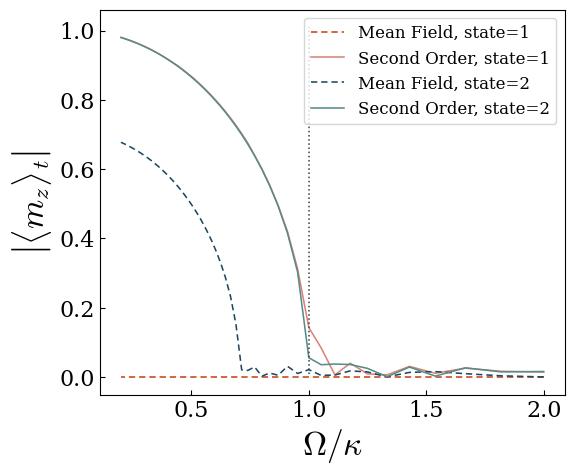 1.0
0.8
0.6
0.4
0.2
0.0
|⟨m_z⟩_t|
Mean Field, state=1
Second Order, state=1
Mean Field, state=2
Second Order, state=2
0.5 1.0 1.5 2.0
Ω/κ